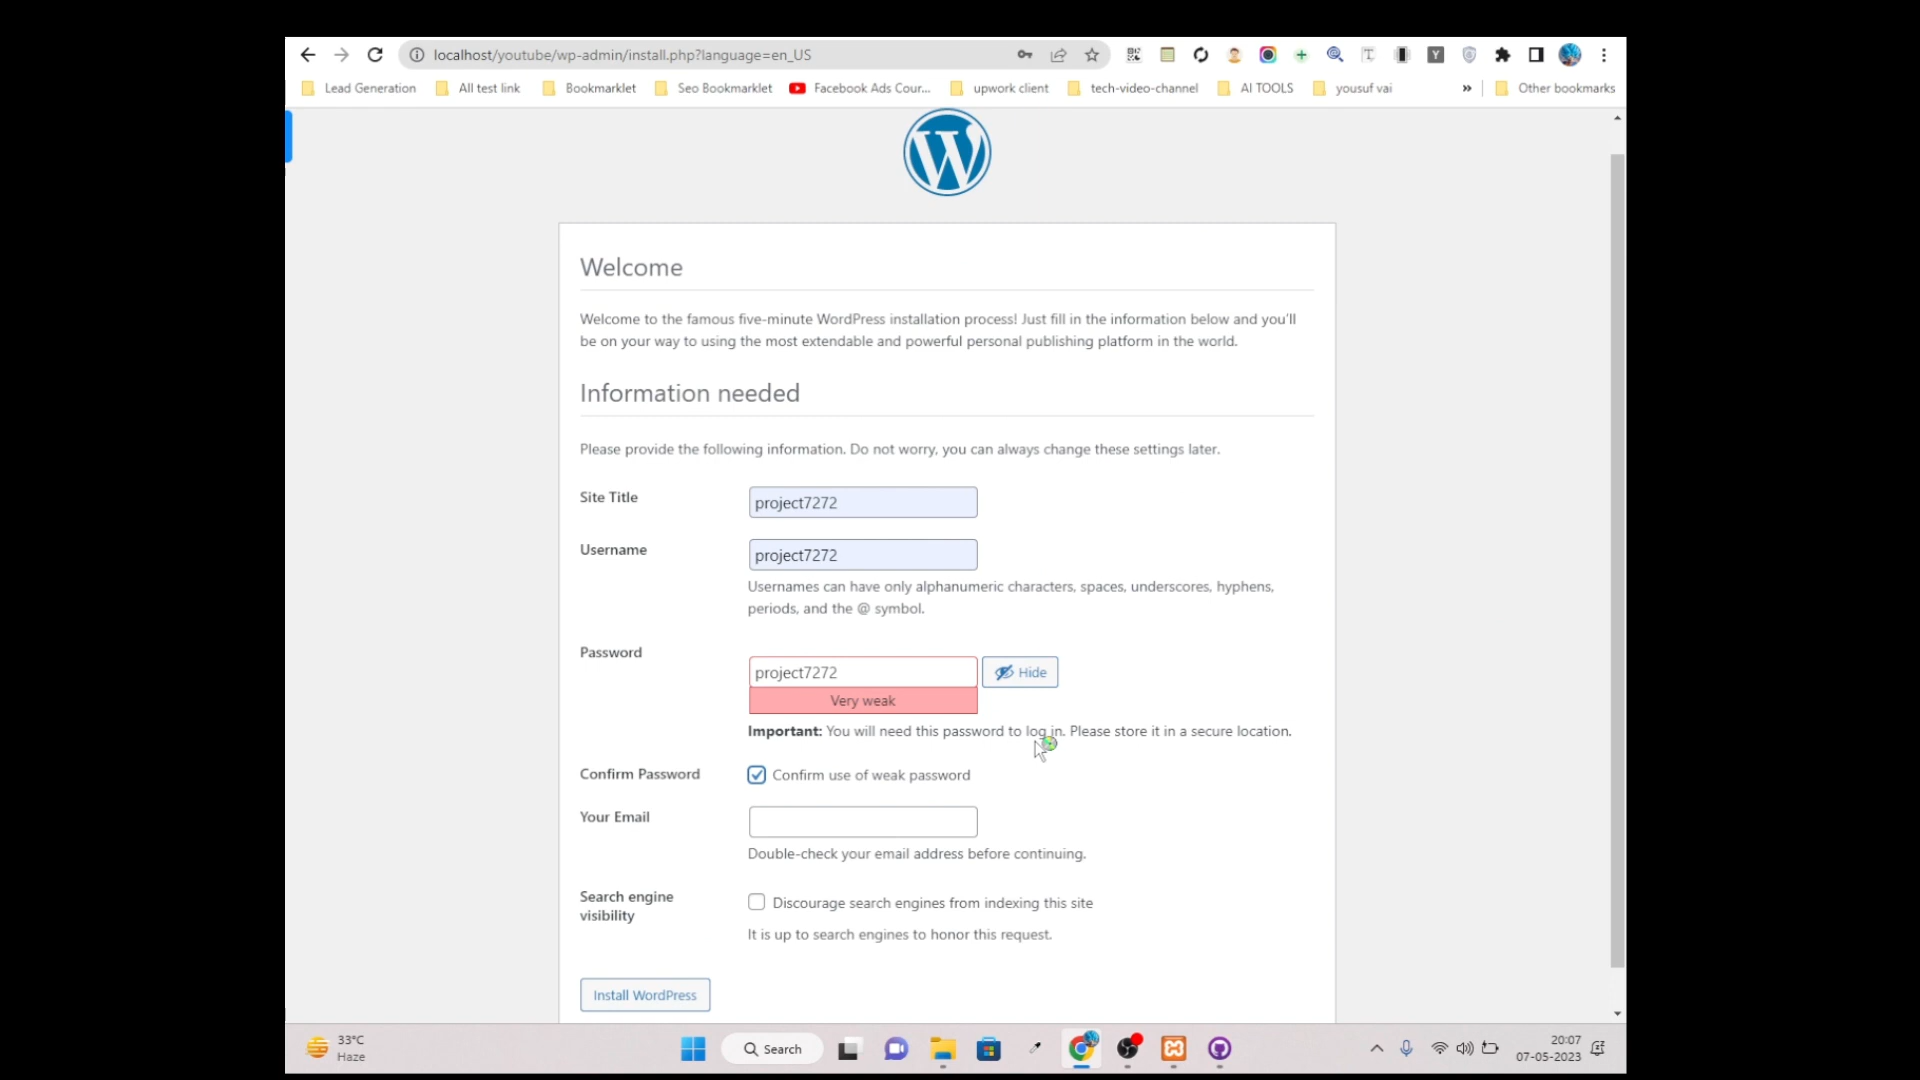 localhost/youtube/wp-admin/install.php?language=en_US
Lead Generation All test link Bookmarklet Seo Bookmarklet Facebook Ads Cour... upwork client tech-video-channel AI TOOLS yousuf vai » Other bookmarks
Welcome
Welcome to the famous five-minute WordPress installation process! Just fill in the information below and you'll
be on your way to using the most extendable and powerful personal publishing platform in the world.
Information needed
Please provide the following information. Do not worry, you can always change these settings later.
Site Title project7272
Username project7272
Usernames can have only alphanumeric characters, spaces, underscores, hyphens,
periods, and the @ symbol.
Password
project7272 Hide
Very weak
Important: You will need this password to log in. Please store it in a secure location.
Confirm Password Confirm use of weak password
Your Email
Double-check your email address before continuing.
Search engine
visibility
Discourage search engines from indexing this site
It is up to search engines to honor this request.
Install WordPress
33°C
Haze
Search
20:07
07-05-2023